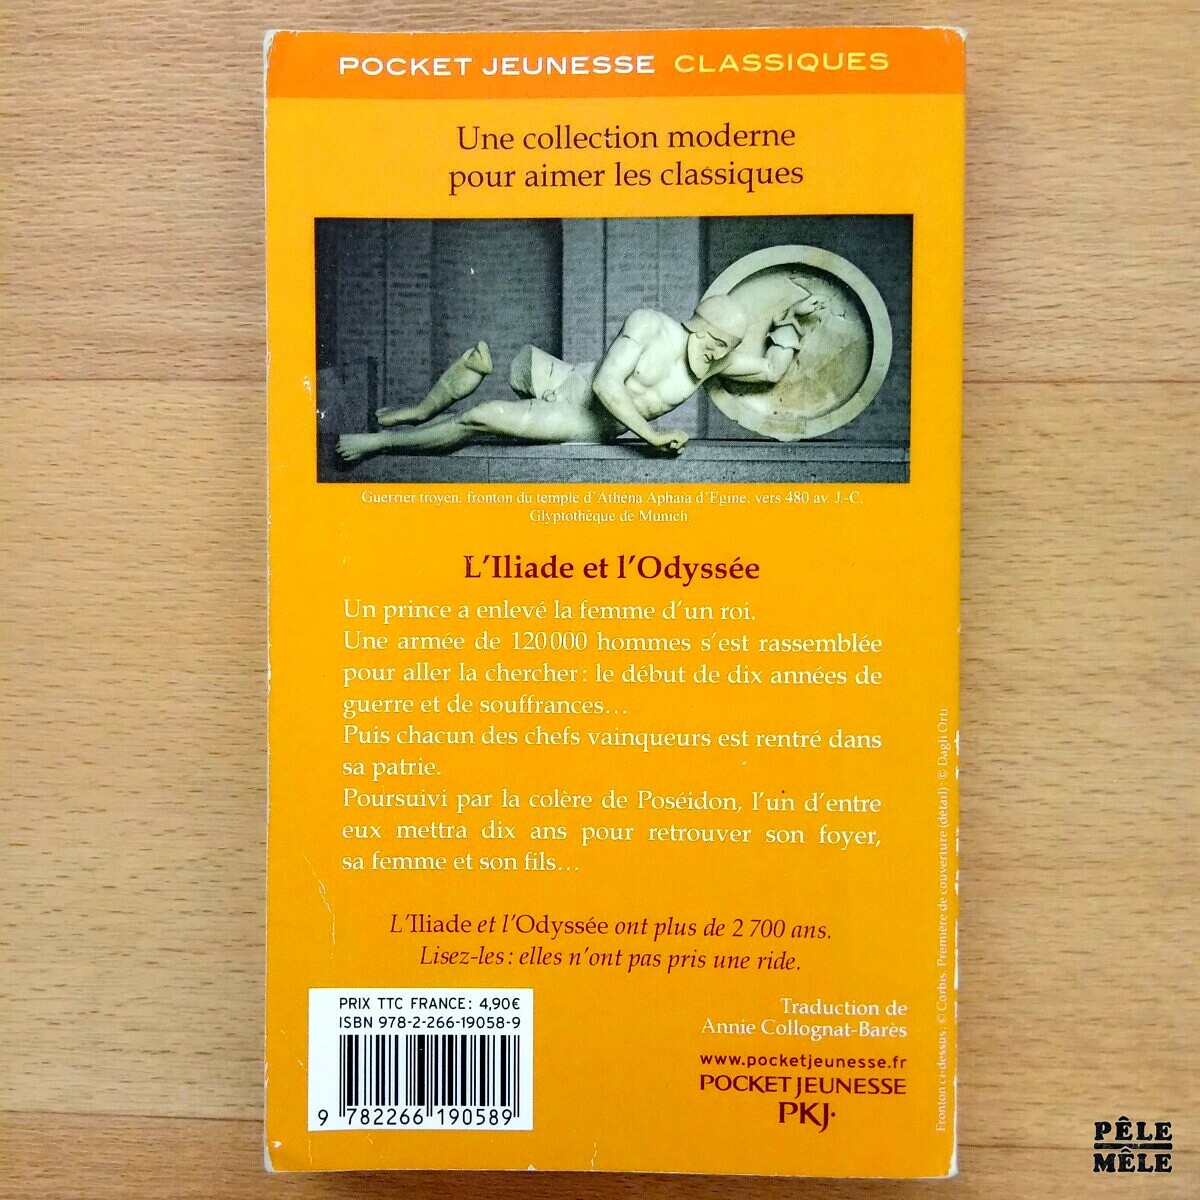 POCKET JEUNESSE CLASSIQUES
Une collection moderne
pour aimer les classiques
Guerrier troyen, fronton du temple d'Athéna Aphaïa d'Égine, vers 480 av. J.-C.
Glyptothèque de Munich
L'Iliade et l'Odyssée
Un prince a enlevé la femme d'un roi.
Une armée de 120 000 hommes s'est rassemblée
pour aller la chercher : le début de dix années de
guerre et de souffrances…
Puis chacun des chefs vainqueurs est rentré dans
sa patrie.
Poursuivi par la colère de Poséidon, l'un d'entre
eux mettra dix ans pour retrouver son foyer,
sa femme et son fils…
L'Iliade et l'Odyssée ont plus de 2 700 ans.
Lisez-les : elles n'ont pas pris une ride.
PRIX TTC FRANCE : 4,90€
ISBN 978-2-266-19058-9
9 782266 190589
Traduction de
Annie Collognat-Barès
www.pocketjeunesse.fr
POCKET JEUNESSE
PKJ·
Fronton ci-dessus : © Corbis. Première de couverture (détail) : © Dagli Orti
PÊLE
MÊLE